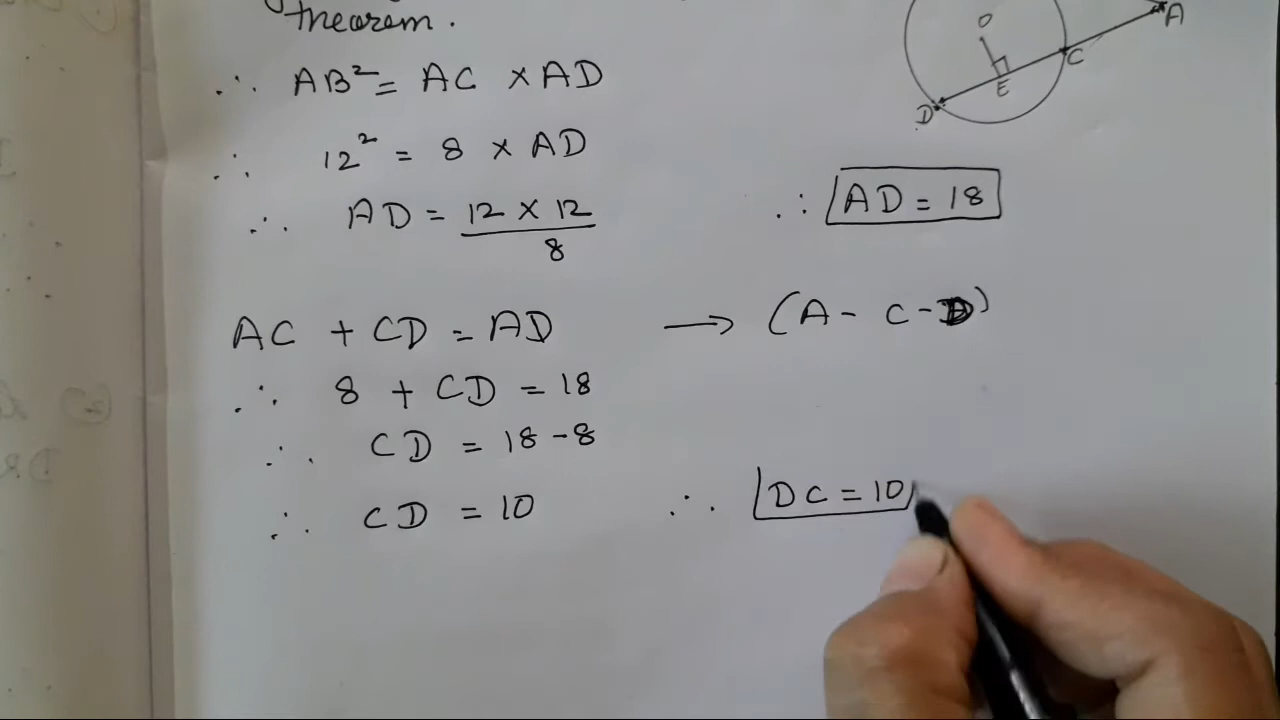 theorem.
∴ AB² = AC × AD
∴ 12² = 8 × AD
∴ AD = 12 × 12 / 8
∴ AD = 18
AC + CD = AD → (A - C - D)
∴ 8 + CD = 18
∴ CD = 18 - 8
∴ CD = 10
∴ DC = 10
O
A
C
E
D